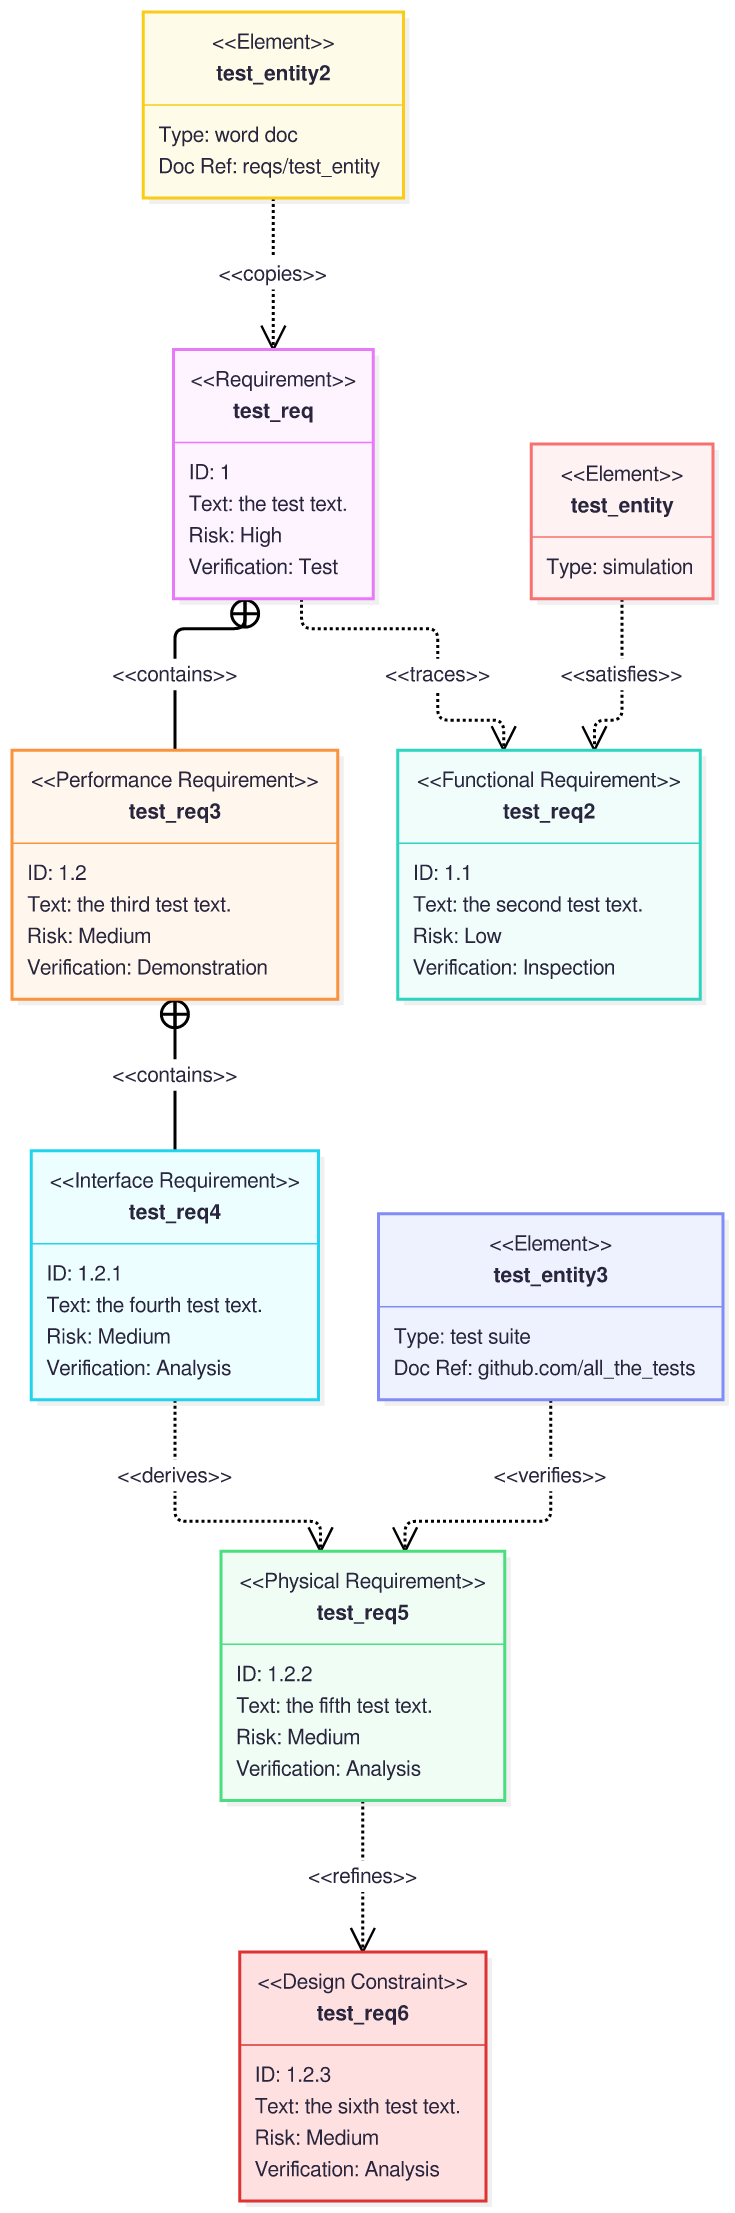 <<Element>>
test_entity2
Type: word doc
Doc Ref: reqs/test_entity
<<copies>>
<<Requirement>>
test_req
ID: 1
Text: the test text.
Risk: High
Verification: Test
<<Element>>
test_entity
Type: simulation
<<contains>>
<<traces>>
<<satisfies>>
<<Performance Requirement>>
test_req3
ID: 1.2
Text: the third test text.
Risk: Medium
Verification: Demonstration
<<Functional Requirement>>
test_req2
ID: 1.1
Text: the second test text.
Risk: Low
Verification: Inspection
<<contains>>
<<Interface Requirement>>
test_req4
ID: 1.2.1
Text: the fourth test text.
Risk: Medium
Verification: Analysis
<<Element>>
test_entity3
Type: test suite
Doc Ref: github.com/all_the_tests
<<derives>>
<<verifies>>
<<Physical Requirement>>
test_req5
ID: 1.2.2
Text: the fifth test text.
Risk: Medium
Verification: Analysis
<<refines>>
<<Design Constraint>>
test_req6
ID: 1.2.3
Text: the sixth test text.
Risk: Medium
Verification: Analysis